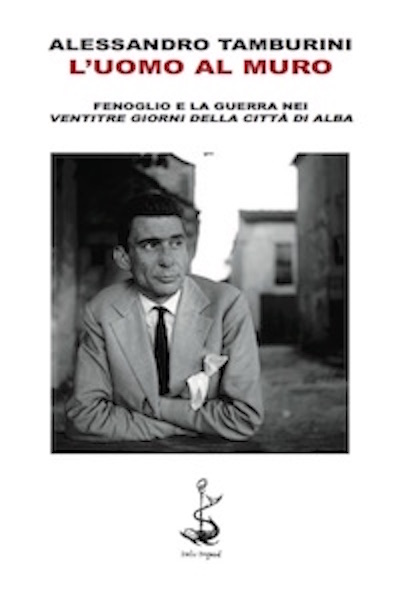 ALESSANDRO TAMBURINI
L'UOMO AL MURO
FENOGLIO E LA GUERRA NEI
VENTITRE GIORNI DELLA CITTÀ DI ALBA